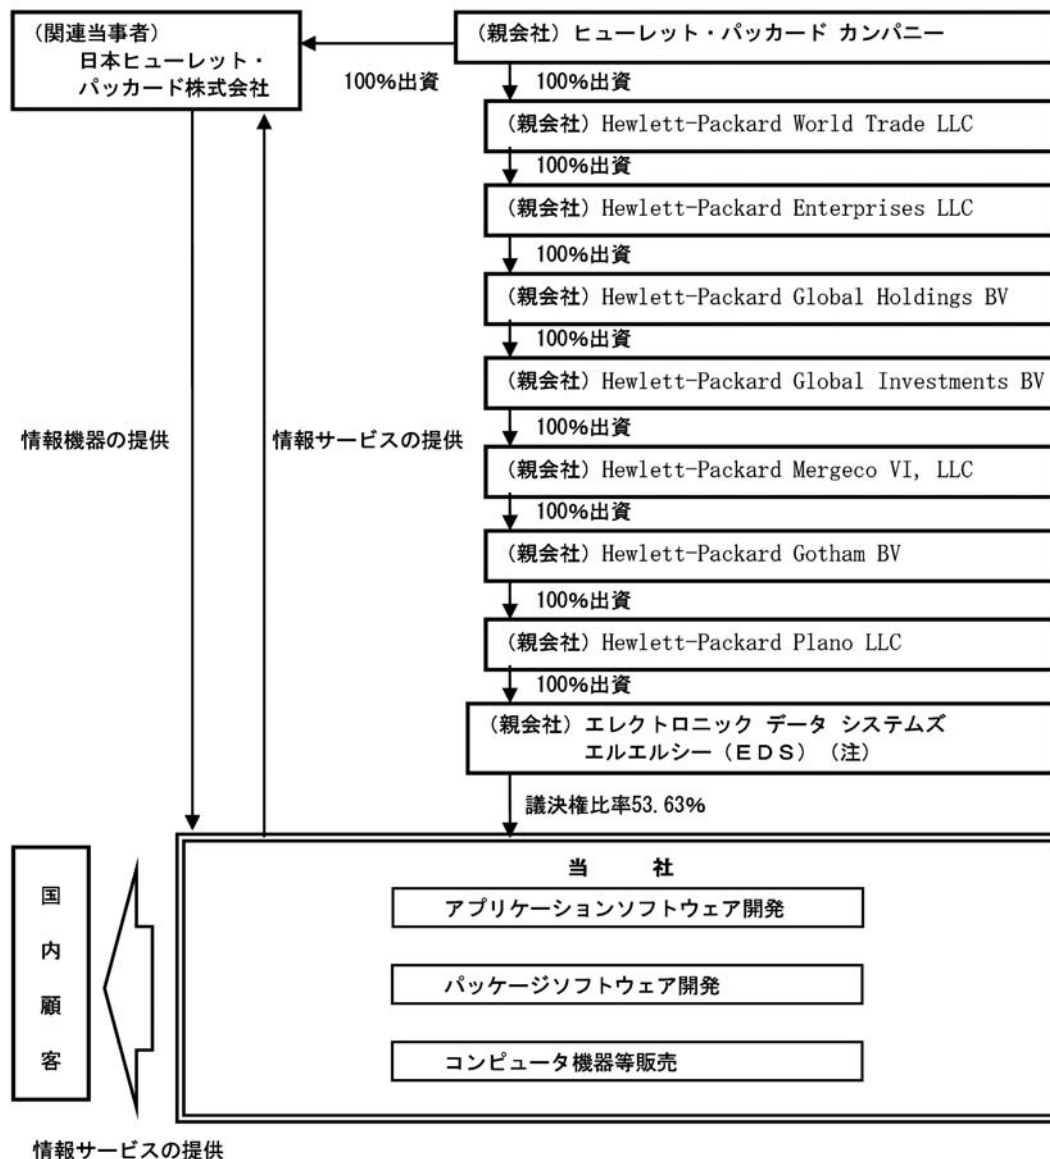 （関連当事者）
日本ヒューレット・
パッカード株式会社
（親会社）ヒューレット・パッカード カンパニー
100%出資
100%出資
（親会社）Hewlett-Packard World Trade LLC
100%出資
（親会社）Hewlett-Packard Enterprises LLC
100%出資
（親会社）Hewlett-Packard Global Holdings BV
100%出資
（親会社）Hewlett-Packard Global Investments BV
100%出資
（親会社）Hewlett-Packard Mergeco VI, LLC
100%出資
（親会社）Hewlett-Packard Gotham BV
100%出資
（親会社）Hewlett-Packard Plano LLC
100%出資
（親会社）エレクトロニック データ システムズ
エルエルシー（ＥＤＳ）（注）
議決権比率53.63%
情報機器の提供
情報サービスの提供
当　　社
アプリケーションソフトウェア開発
パッケージソフトウェア開発
コンピュータ機器等販売
国
内
顧
客
情報サービスの提供